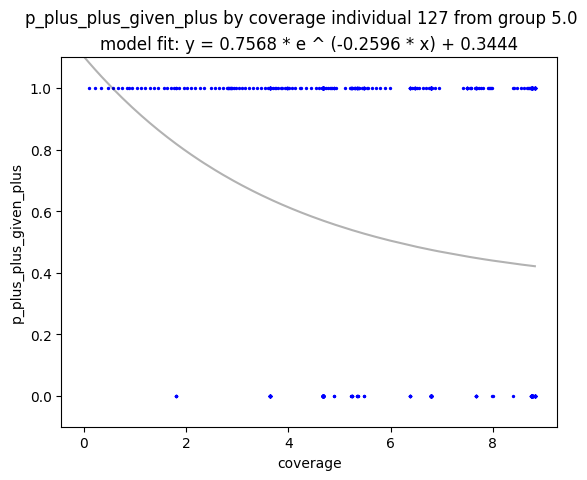 p_plus_plus_given_plus by coverage individual 127 from group 5.0
model fit: y = 0.7568 * e ^ (-0.2596 * x) + 0.3444
p_plus_plus_given_plus
1.0
0.8
0.6
0.4
0.2
0.0
0
2
4
6
8
coverage